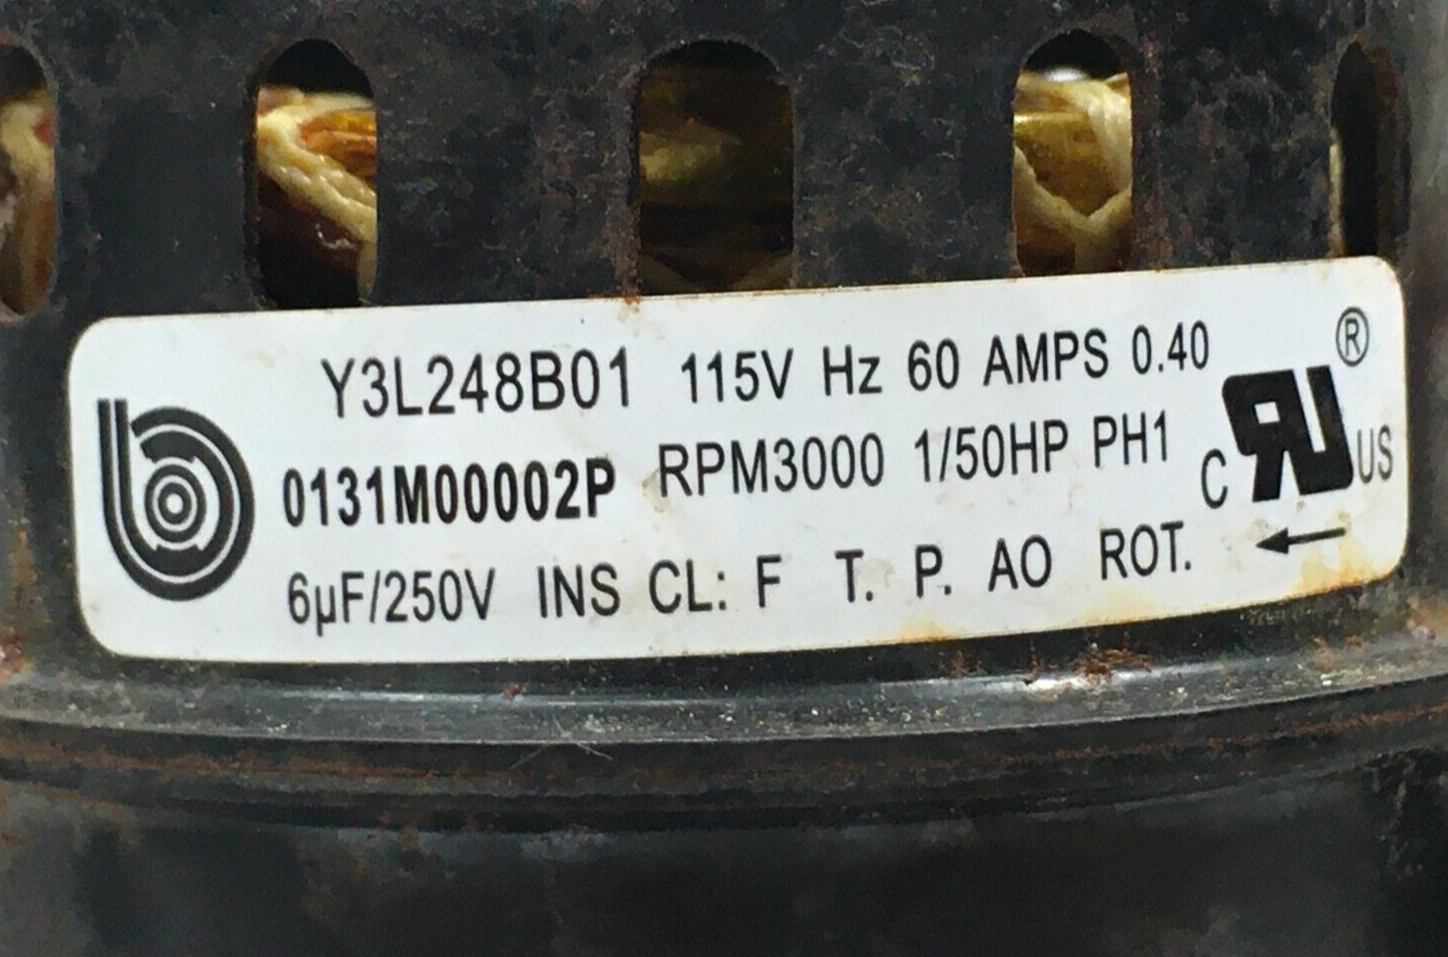 Y3L248B01 115V Hz 60 AMPS 0.40
0131M00002P RPM3000 1/50HP PH1
6µF/250V INS CL: F T. P. AO ROT.
C RU US ®